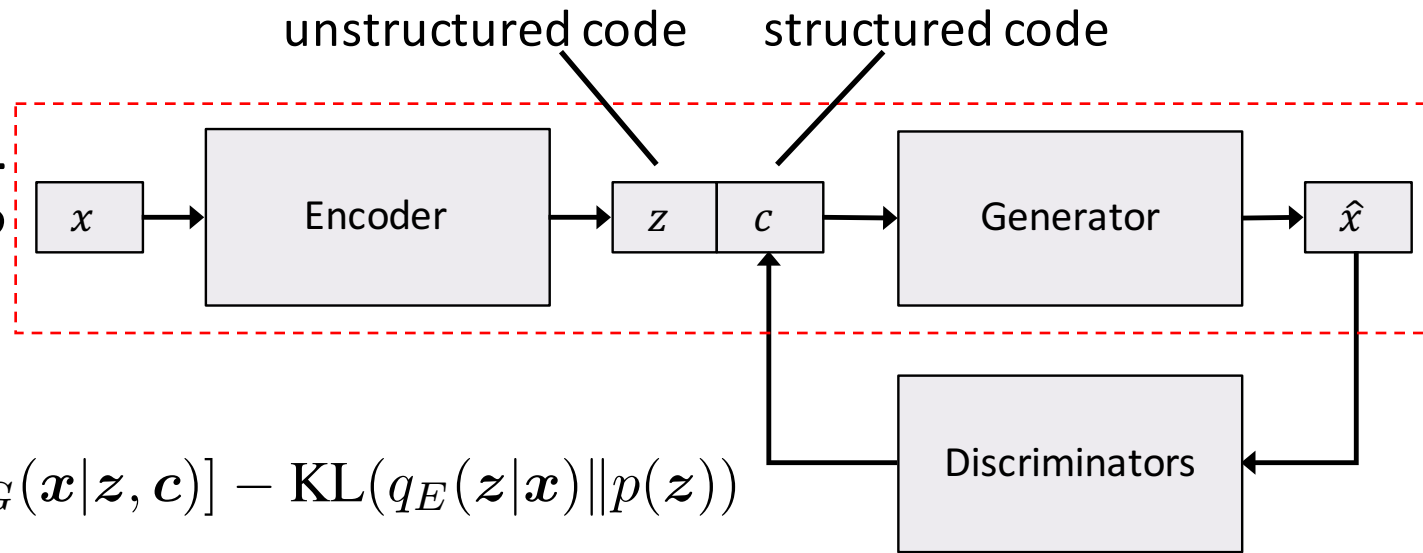 unstructured code structured code
x Encoder z c Generator x̂
Discriminators
(x|z, c)] − KL(q_E(z|x)‖p(z))